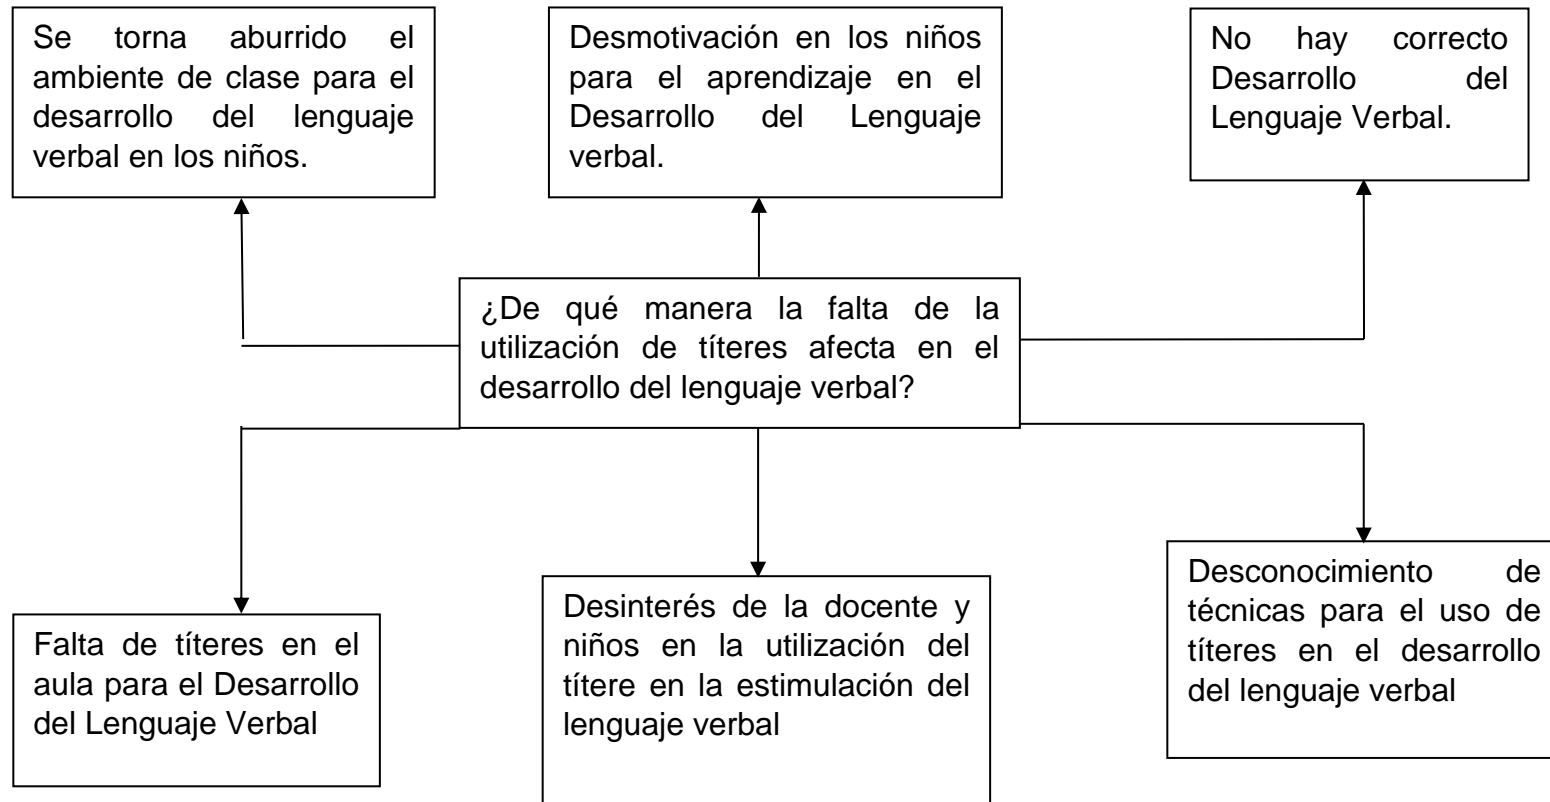 Se torna aburrido el
ambiente de clase para el
desarrollo del lenguaje
verbal en los niños.
Desmotivación en los niños
para el aprendizaje en el
Desarrollo del Lenguaje
verbal.
No hay correcto
Desarrollo del
Lenguaje Verbal.
¿De qué manera la falta de la
utilización de títeres afecta en el
desarrollo del lenguaje verbal?
Falta de títeres en el
aula para el Desarrollo
del Lenguaje Verbal
Desinterés de la docente y
niños en la utilización del
títere en la estimulación del
lenguaje verbal
Desconocimiento de
técnicas para el uso de
títeres en el desarrollo
del lenguaje verbal